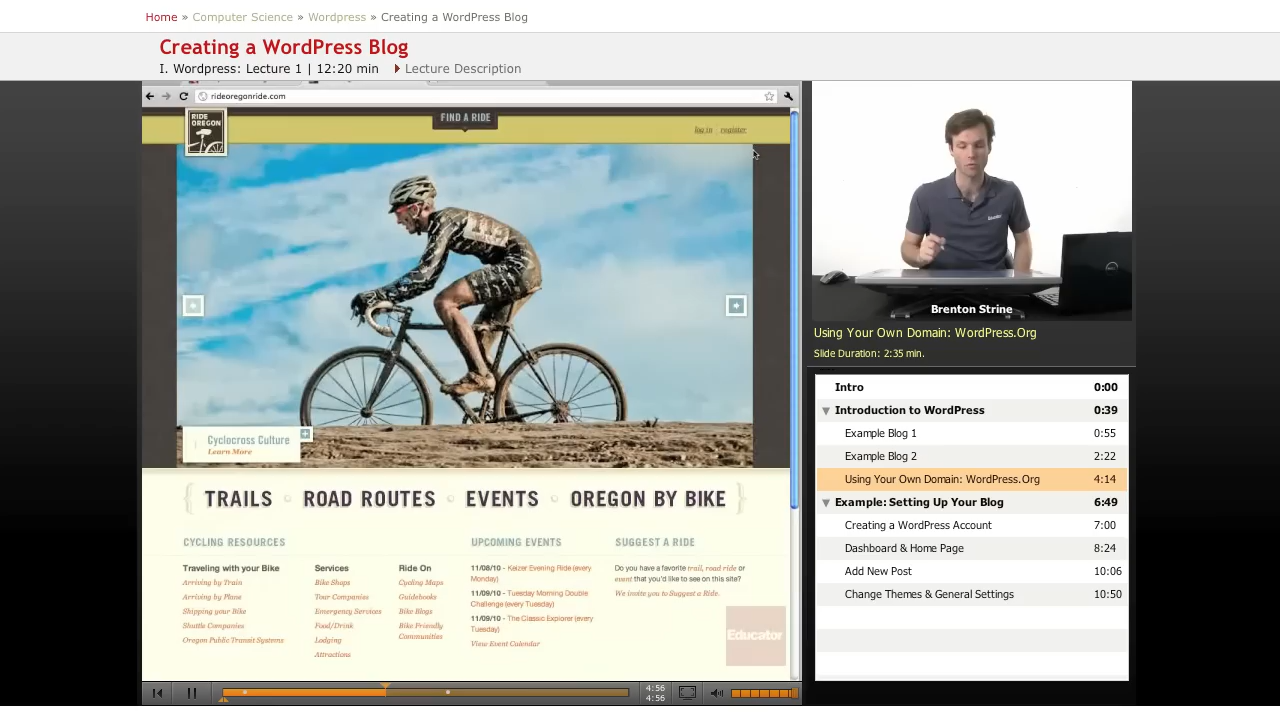 Home » Computer Science » Wordpress » Creating a WordPress Blog
Creating a WordPress Blog
I. Wordpress: Lecture 1 | 12:20 min Lecture Description
rideoregonride.com
RIDE
OREGON
FIND A RIDE
log in register
Cyclocross Culture
Learn More
{ TRAILS • ROAD ROUTES • EVENTS • OREGON BY BIKE }
CYCLING RESOURCES
Traveling with your Bike
Arriving by Train
Arriving by Plane
Shipping your Bike
Shuttle Companies
Oregon Public Transit Systems
Services
Bike Shops
Tour Companies
Emergency Services
Food/Drink
Lodging
Attractions
Ride On
Cycling Maps
Guidebooks
Bike Blogs
Bike Friendly
Communities
UPCOMING EVENTS
11/08/10 - Keizer Evening Ride (every
Monday)
11/09/10 - Tuesday Morning Double
Challenge (every Tuesday)
11/09/10 - The Classic Explorer (every
Tuesday)
View Event Calendar
SUGGEST A RIDE
Do you have a favorite trail, road ride or
event that you'd like to see on this site?
We invite you to Suggest a Ride.
Educator
4:56
4:56
Brenton Strine
Using Your Own Domain: WordPress.Org
Slide Duration: 2:35 min.
Intro 0:00
Introduction to WordPress 0:39
Example Blog 1 0:55
Example Blog 2 2:22
Using Your Own Domain: WordPress.Org 4:14
Example: Setting Up Your Blog 6:49
Creating a WordPress Account 7:00
Dashboard & Home Page 8:24
Add New Post 10:06
Change Themes & General Settings 10:50